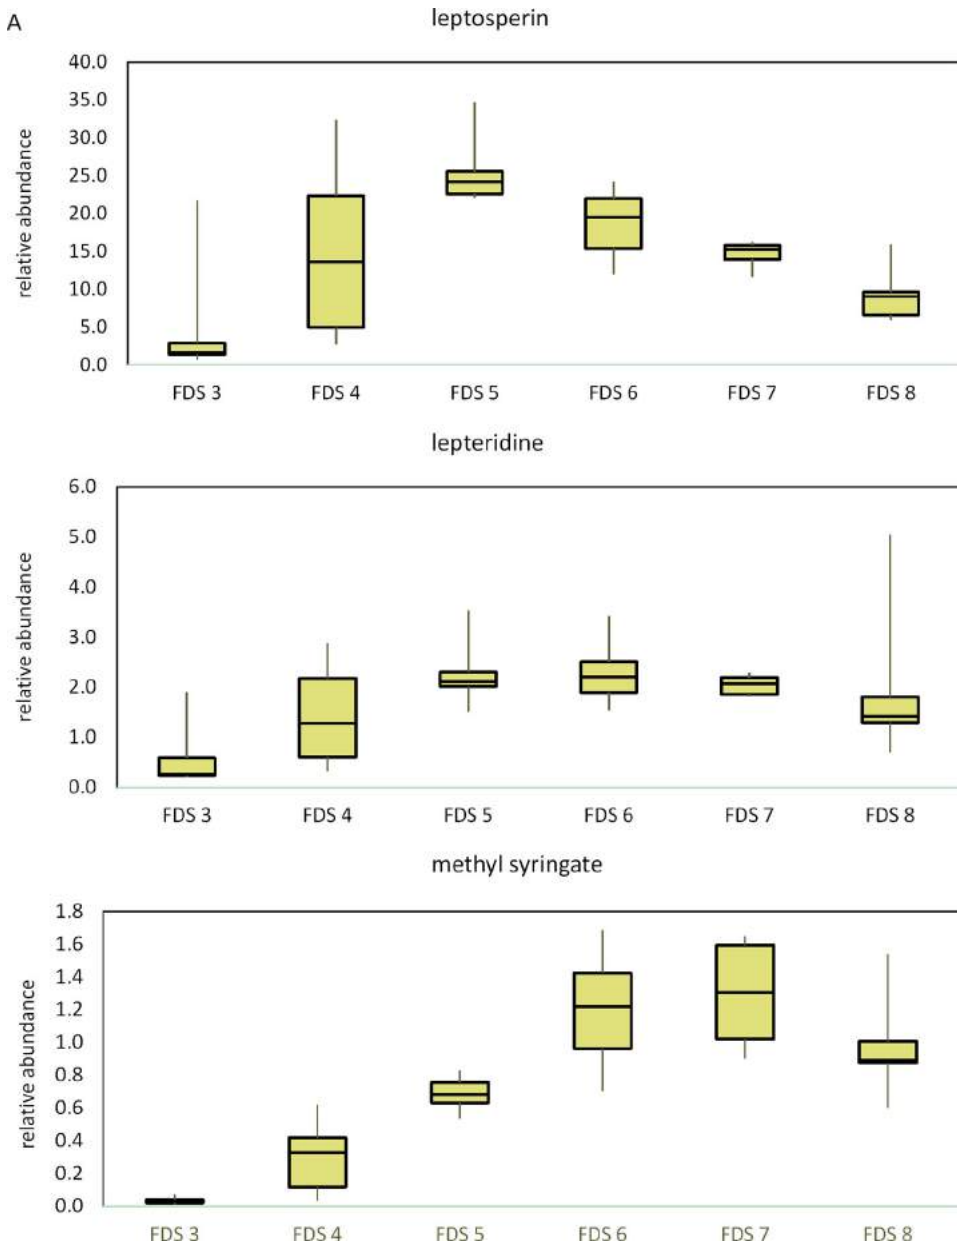 A
leptosperin
relative abundance
40.0
35.0
30.0
25.0
20.0
15.0
10.0
5.0
0.0
FDS 3 FDS 4 FDS 5 FDS 6 FDS 7 FDS 8
lepteridine
relative abundance
6.0
5.0
4.0
3.0
2.0
1.0
0.0
FDS 3 FDS 4 FDS 5 FDS 6 FDS 7 FDS 8
methyl syringate
relative abundance
1.8
1.6
1.4
1.2
1.0
0.8
0.6
0.4
0.2
0.0
FDS 3 FDS 4 FDS 5 FDS 6 FDS 7 FDS 8